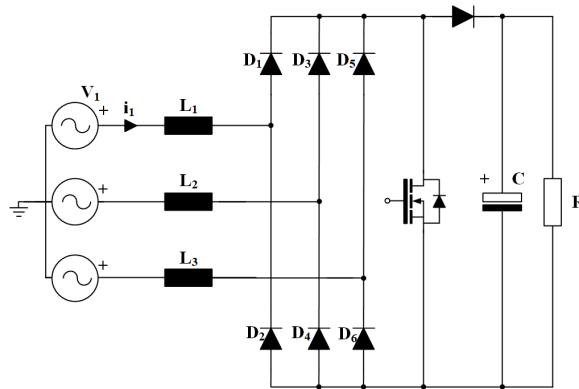 D1
D3
D5
V1
+
i1
L1
L2
+
+
C
R
L3
+
D2
D4
D6